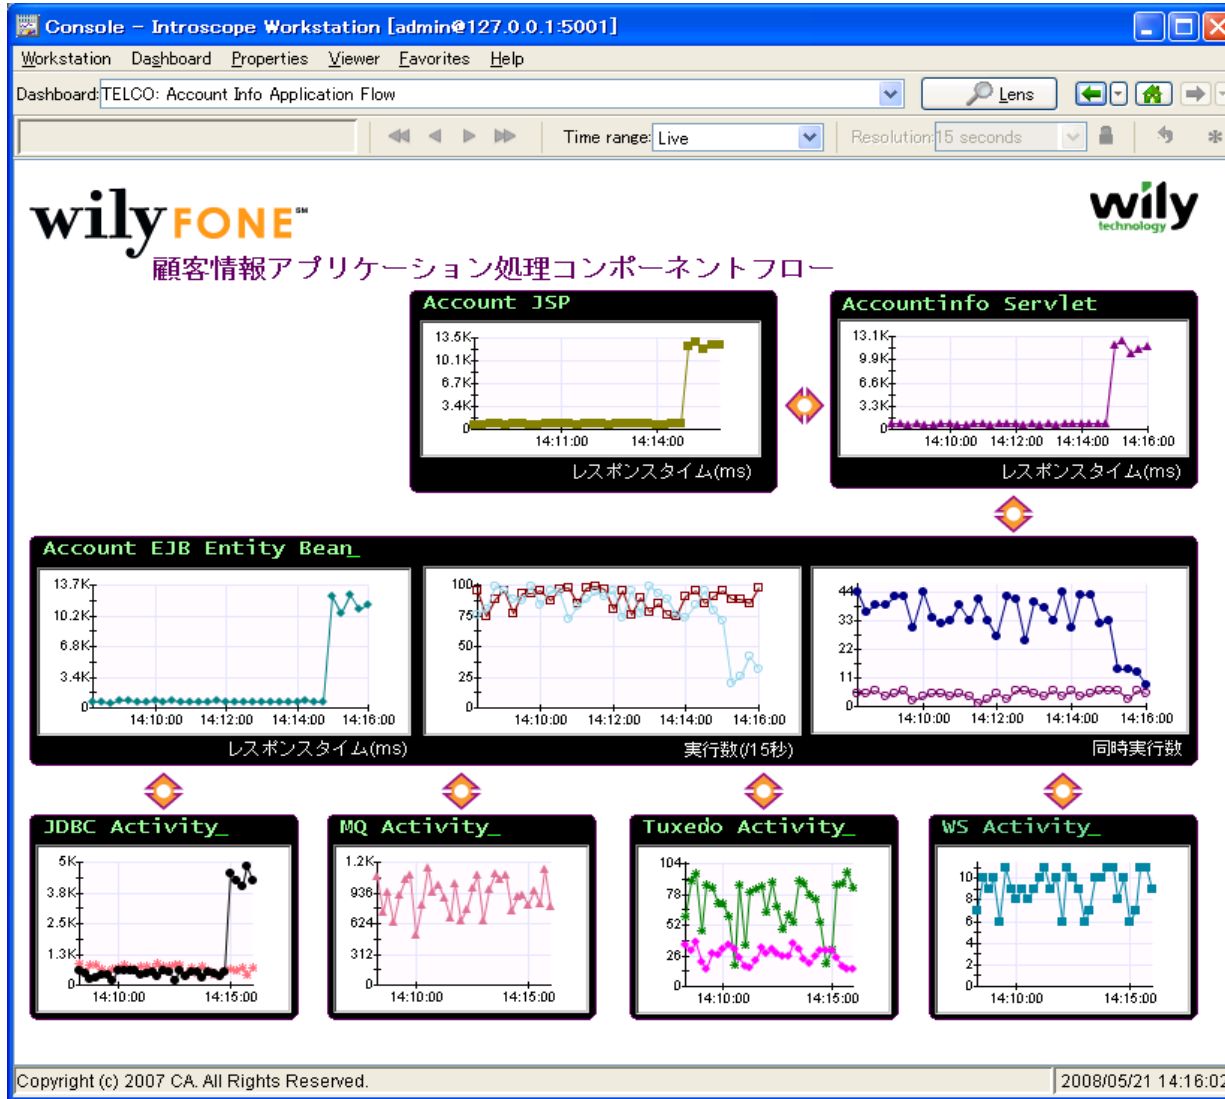 Console - Introscope Workstation [admin@127.0.0.1:5001]
Workstation Dashboard Properties Viewer Favorites Help
Dashboard: TELCO: Account Info Application Flow Lens
Time range: Live Resolution: 15 seconds
wily FONE SM
wily technology
顧客情報アプリケーション処理コンポーネントフロー
Account JSP
13.5K
10.1K
6.7K
3.4K
0
14:11:00 14:14:00
レスポンスタイム(ms)
Accountinfo Servlet
13.1K
9.9K
6.6K
3.3K
0
14:10:00 14:12:00 14:14:00 14:16:00
レスポンスタイム(ms)
Account EJB Entity Bean_
13.7K
10.2K
6.8K
3.4K
0
14:10:00 14:12:00 14:14:00 14:16:00
レスポンスタイム(ms)
100
75
50
25
0
14:10:00 14:12:00 14:14:00 14:16:00
実行数(/15秒)
44
33
22
11
0
14:10:00 14:12:00 14:14:00 14:16:00
同時実行数
JDBC Activity_
5K
3.8K
2.5K
1.3K
0
14:10:00 14:15:00
MQ Activity_
1.2K
936
624
312
0
14:10:00 14:15:00
Tuxedo Activity_
104
78
52
26
0
14:10:00 14:15:00
WS Activity_
10
8
6
4
2
0
14:10:00 14:15:00
Copyright (c) 2007 CA. All Rights Reserved. 2008/05/21 14:16:02